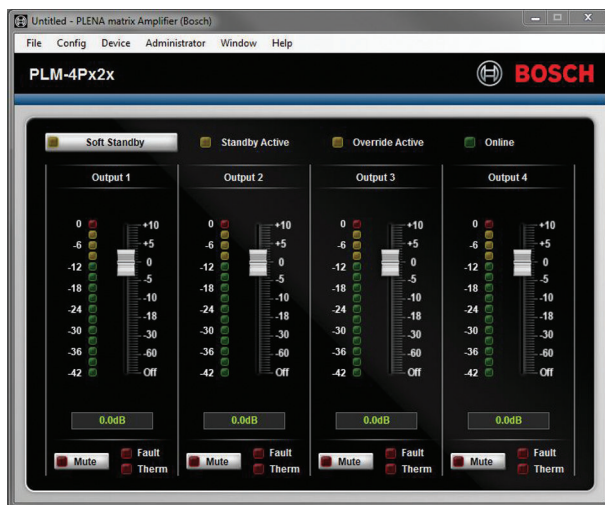 Untitled - PLENA matrix Amplifier (Bosch)
File Config Device Administrator Window Help
PLM-4Px2x BOSCH
Soft Standby Standby Active Override Active Online
Output 1 Output 2 Output 3 Output 4
0 +10 0 +10 0 +10 0 +10
-6 +5 -6 +5 -6 +5 -6 +5
-12 0 -12 0 -12 0 -12 0
-5 -5 -5 -5
-18 -10 -18 -10 -18 -10 -18 -10
-24 -18 -24 -18 -24 -18 -24 -18
-30 -30 -30 -30 -30 -30 -30 -30
-36 -60 -36 -60 -36 -60 -36 -60
-42 Off -42 Off -42 Off -42 Off
0.0dB 0.0dB 0.0dB 0.0dB
Fault Fault Fault Fault
Mute Mute Mute Mute
Therm Therm Therm Therm